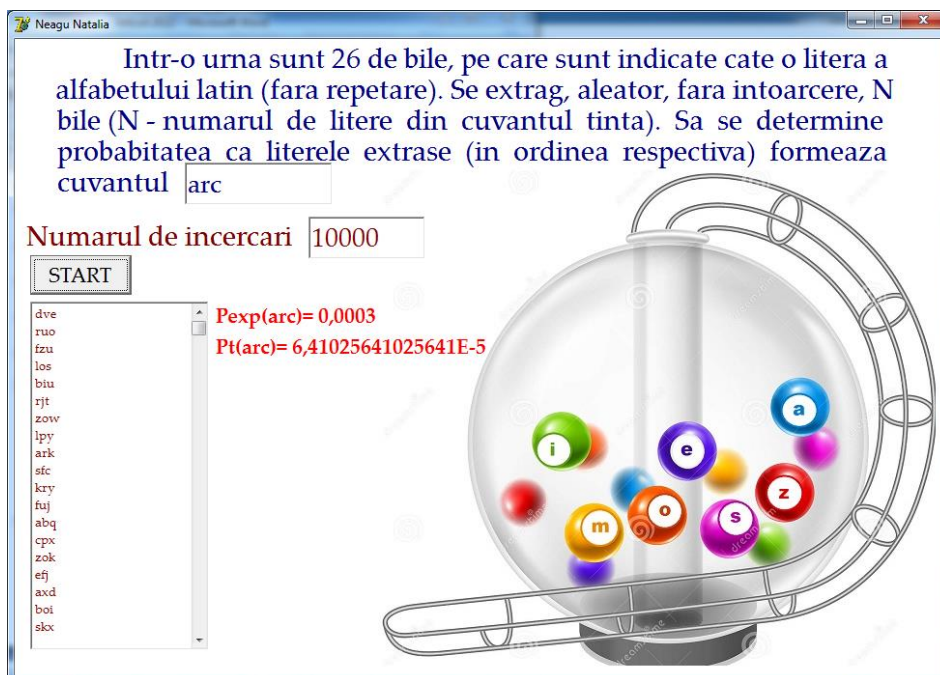 Neagu Natalia
Intr-o urna sunt 26 de bile, pe care sunt indicate cate o litera a
alfabetului latin (fara repetare). Se extrag, aleator, fara intoarcere, N
bile (N - numarul de litere din cuvantul tinta). Sa se determine
probabitatea ca literele extrase (in ordinea respectiva) formeaza
cuvantul arc
Numarul de incercari 10000
START
dve
ruo
fzu
los
biu
rjt
zow
lpy
ark
sfc
kry
fuj
abq
cpx
zok
efj
axd
boi
skx
Pexp(arc)= 0,0003
Pt(arc)= 6,41025641025641E-5
a
i
e
z
o
s
m
dreamstime